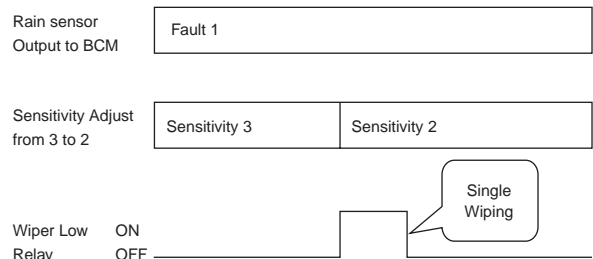 Rain sensor
Output to BCM
Fault 1
Sensitivity Adjust
from 3 to 2
Sensitivity 3
Sensitivity 2
Single
Wiping
Wiper Low ON
Relay OFF